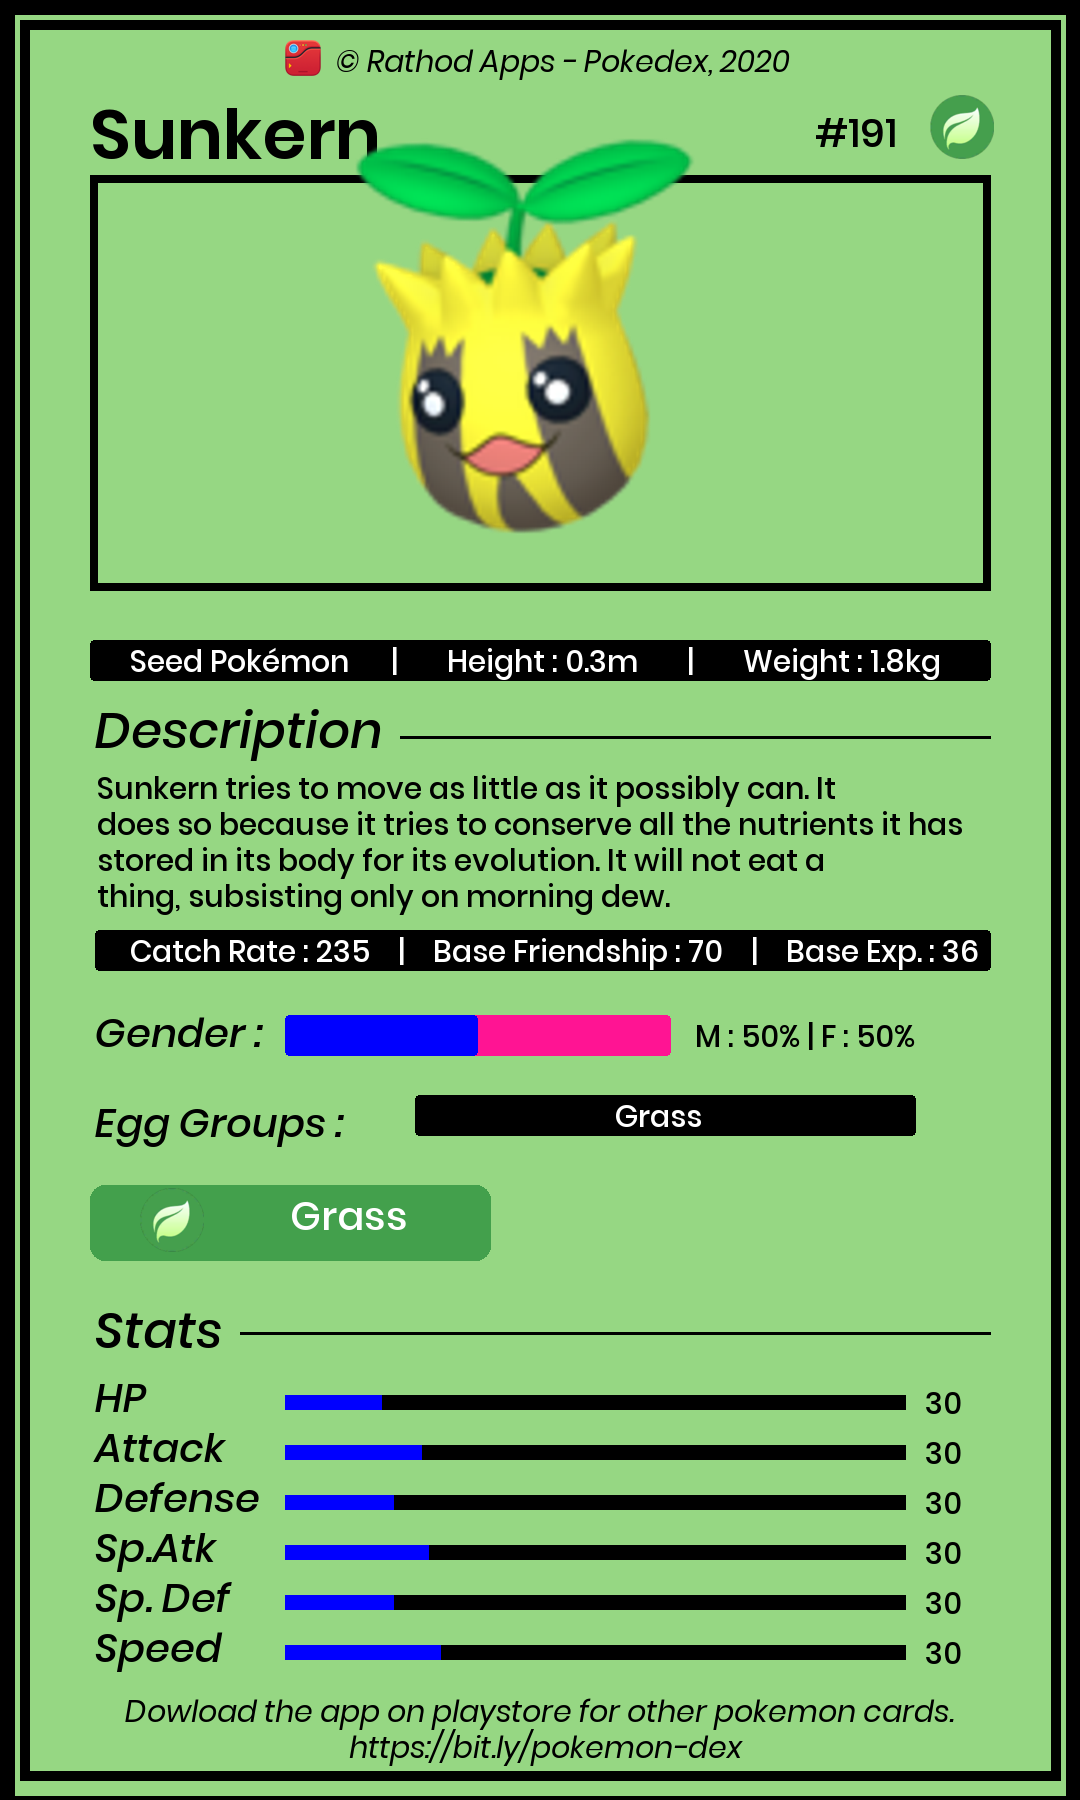 © Rathod Apps - Pokedex, 2020
Sunkern
#191
Seed Pokémon | Height : 0.3m | Weight : 1.8kg
Description
Sunkern tries to move as little as it possibly can. It
does so because it tries to conserve all the nutrients it has
stored in its body for its evolution. It will not eat a
thing, subsisting only on morning dew.
Catch Rate : 235 | Base Friendship : 70 | Base Exp. : 36
Gender : M : 50% | F : 50%
Egg Groups : Grass
Grass
Stats
HP 30
Attack 30
Defense 30
Sp.Atk 30
Sp. Def 30
Speed 30
Dowload the app on playstore for other pokemon cards.
https://bit.ly/pokemon-dex